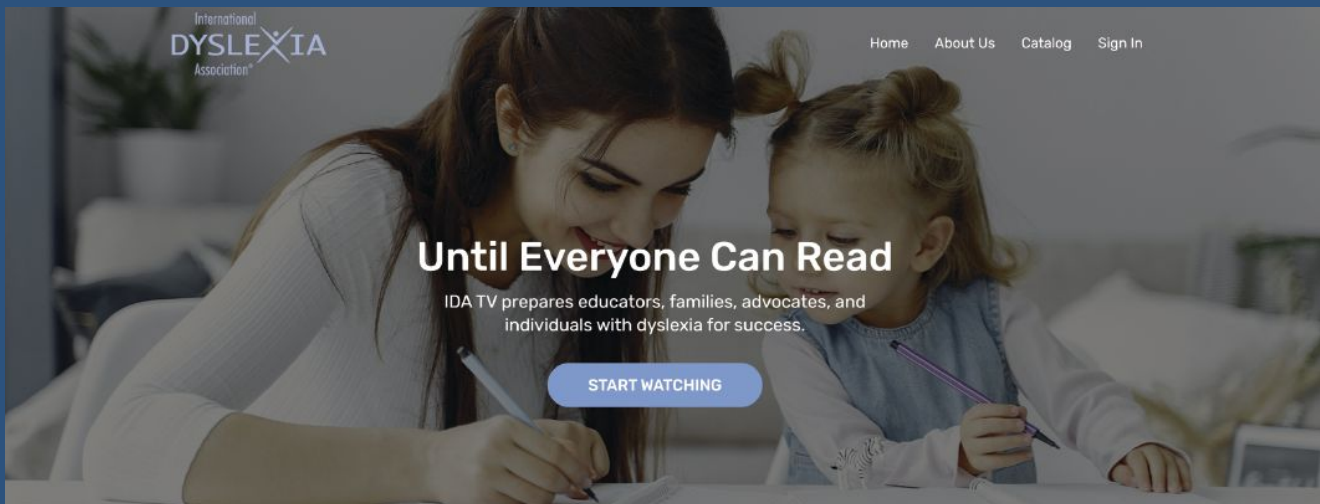 International
DYSLEXIA
Association®
Home About Us Catalog Sign In
Until Everyone Can Read
IDA TV prepares educators, families, advocates, and
individuals with dyslexia for success.
START WATCHING